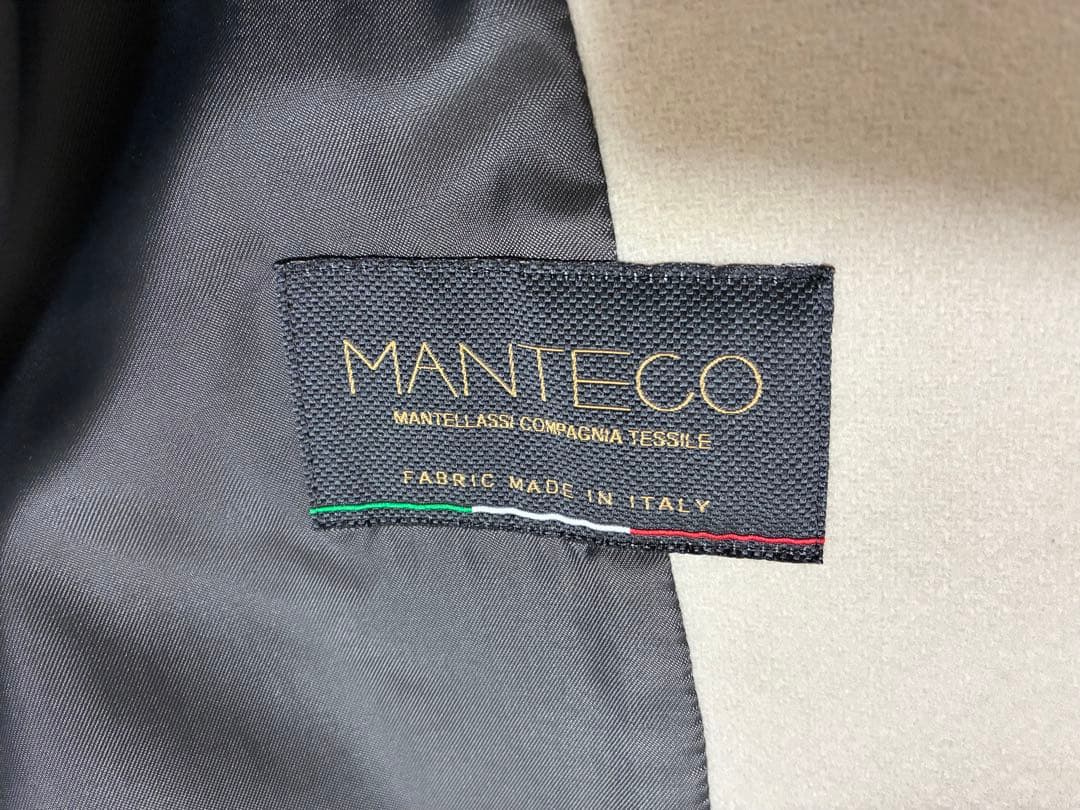 MANTECO
MANTELLASSI COMPAGNIA TESSILE
FABRIC MADE IN ITALY